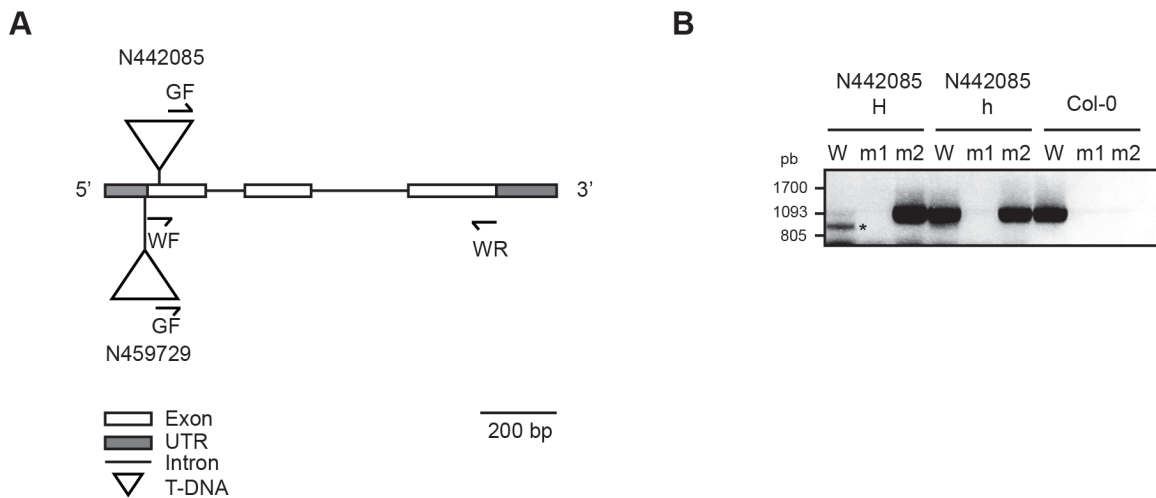 A
N442085
GF
5’
3’
WF
WR
GF
N459729
Exon
UTR
Intron
T-DNA
200 bp
B
N442085 N442085
H h Col-0
W m1 m2 W m1 m2 W m1 m2
pb
1700
1093
805
*